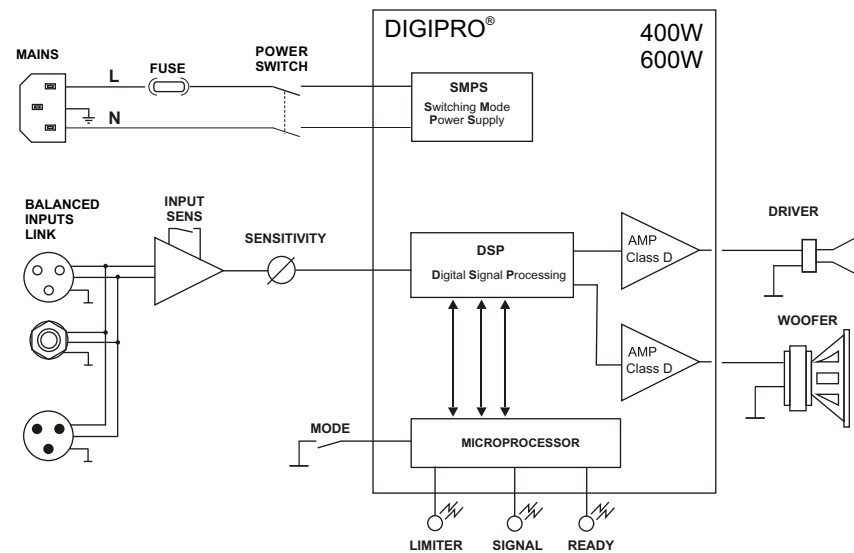 DIGIPRO®
400W
600W
MAINS
L
FUSE
POWER
SWITCH
N
SMPS
Switching Mode
Power Supply
BALANCED
INPUTS
LINK
INPUT
SENS
SENSITIVITY
DSP
Digital Signal Processing
AMP
Class D
DRIVER
AMP
Class D
WOOFER
MODE
MICROPROCESSOR
LIMITER
SIGNAL
READY